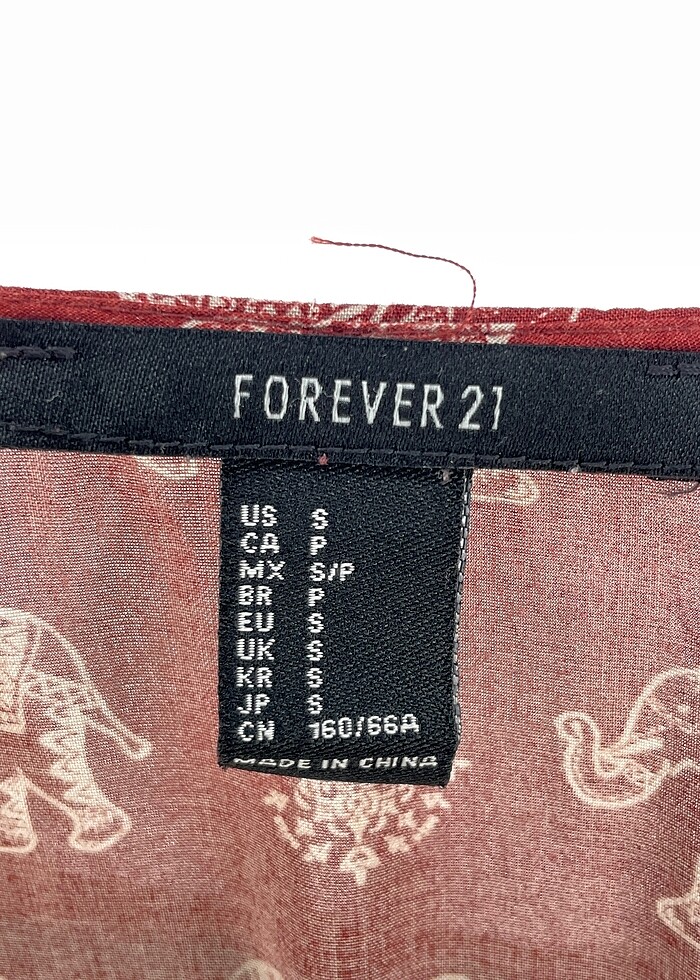 FOREVER 21
US S
CA P
MX S/P
BR P
EU S
UK S
KR S
JP S
CN 160/66A
MADE IN CHINA